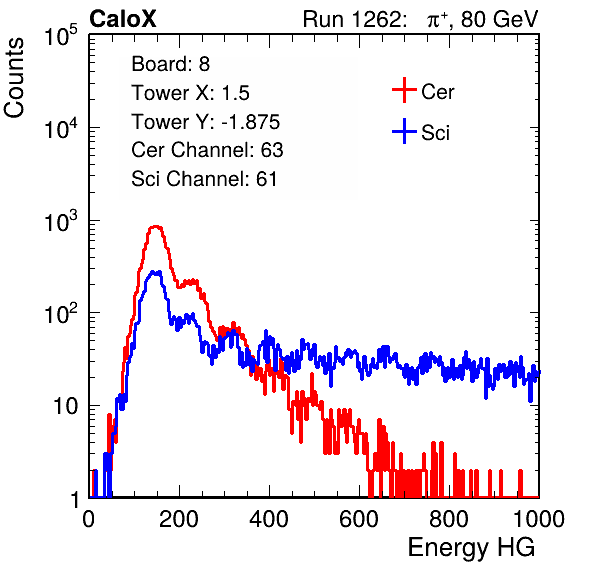 CaloX Run 1262: π⁺, 80 GeV
Counts
10⁵
10⁴
10³
10²
10
1
Board: 8
Tower X: 1.5
Tower Y: -1.875
Cer Channel: 63
Sci Channel: 61
Cer
Sci
0 200 400 600 800 1000
Energy HG